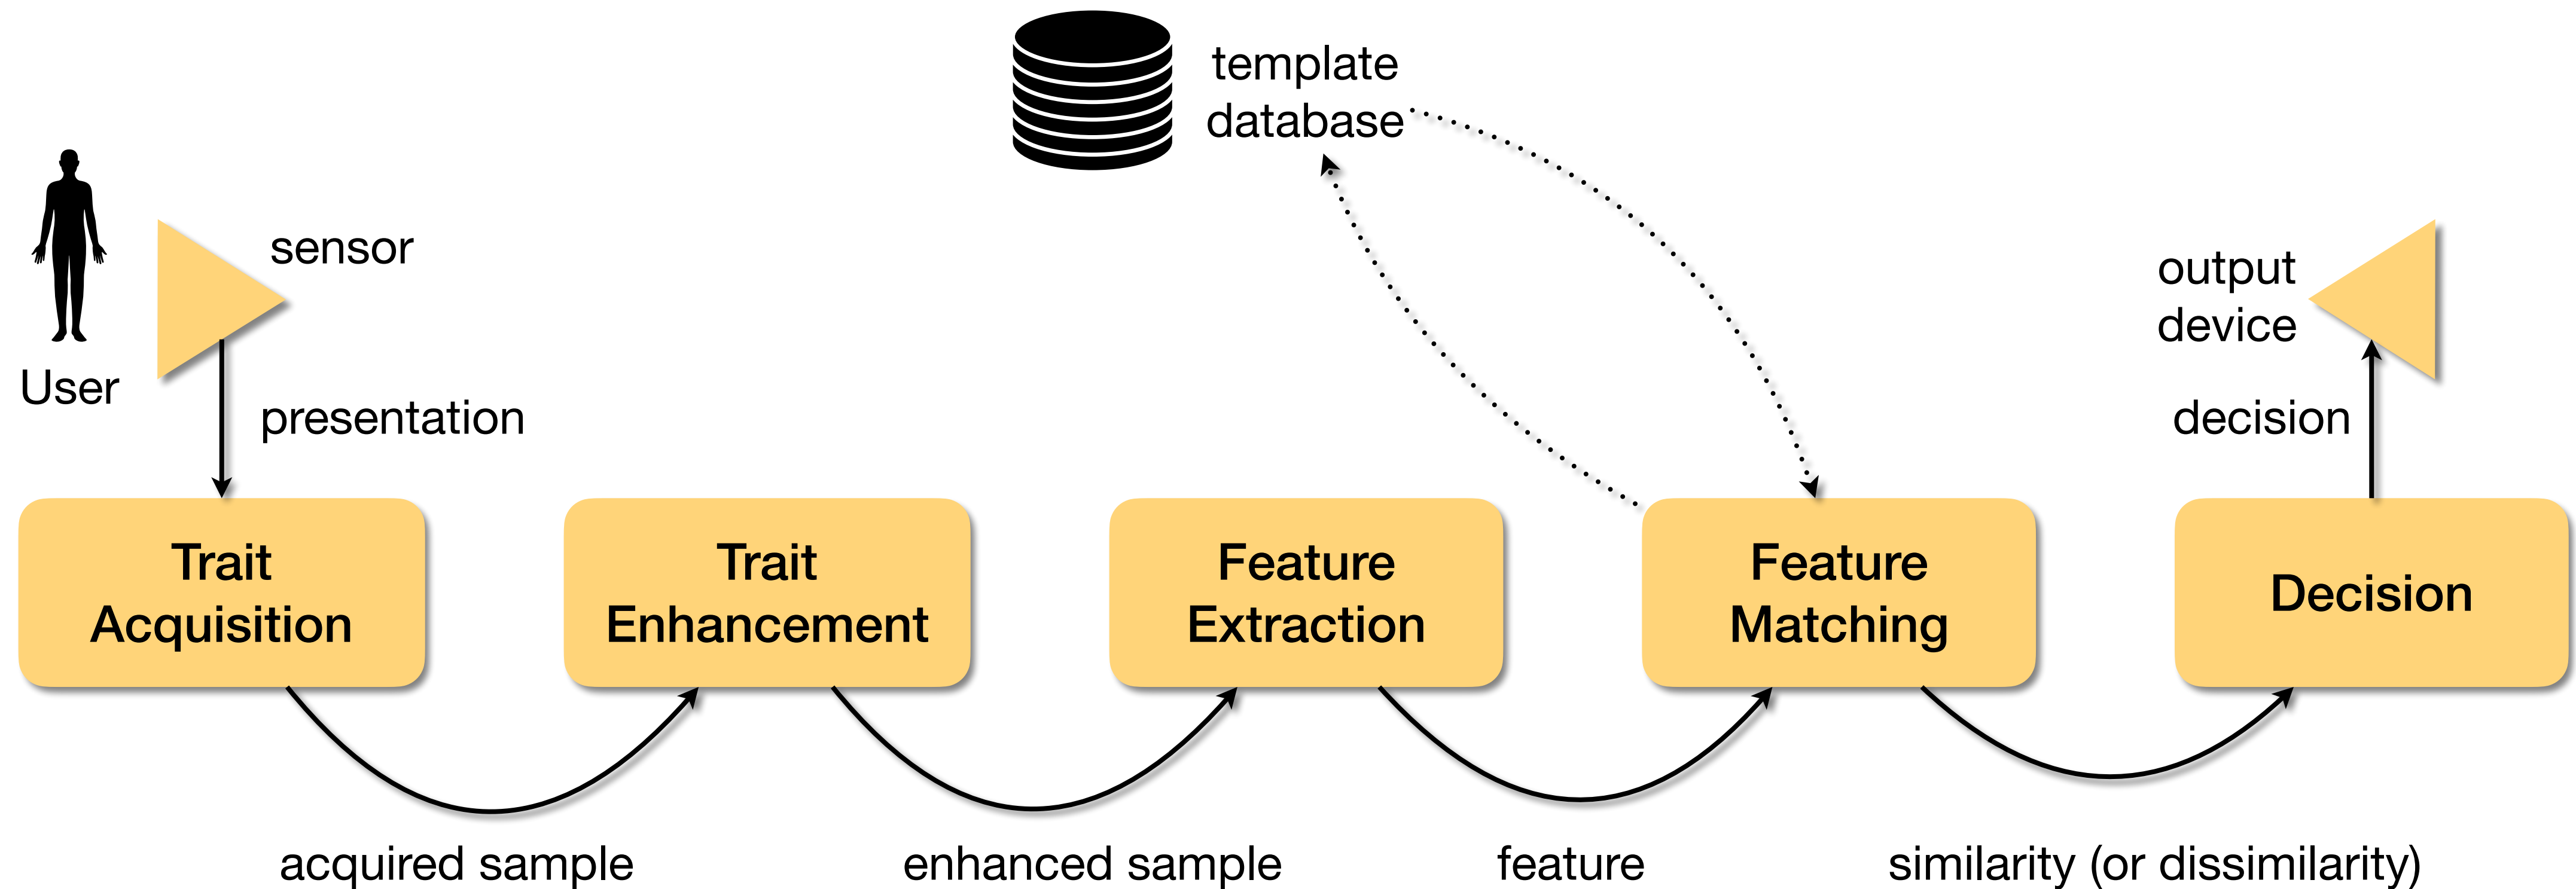 template
database
sensor
User
presentation
output
device
decision
Trait
Acquisition
Trait
Enhancement
Feature
Extraction
Feature
Matching
Decision
acquired sample
enhanced sample
feature
similarity (or dissimilarity)